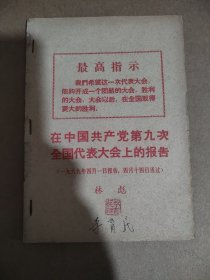 最高指示
我們希望这一次代表大会,
能夠开成一个团結的大会,胜利
的大会,大会以后,在全国取得
更大的胜利。
在中国共产党第九次
全国代表大会上的报告
(一九六九年四月一日报告,四月十四日通过)
林彪